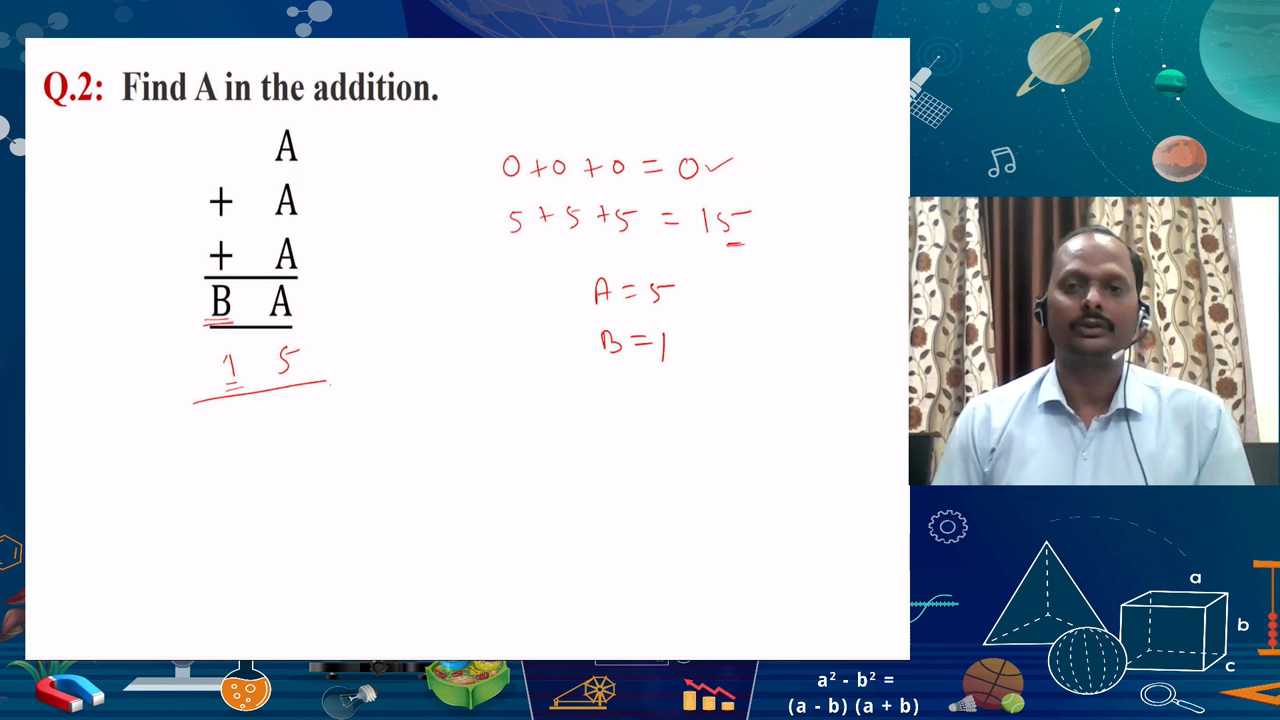 Q.2: Find A in the addition.
A
+ A
+ A
B A
1 5
0 + 0 + 0 = 0 ✓
5 + 5 + 5 = 15
A = 5
B = 1
a
b
c
a² - b² =
(a - b) (a + b)